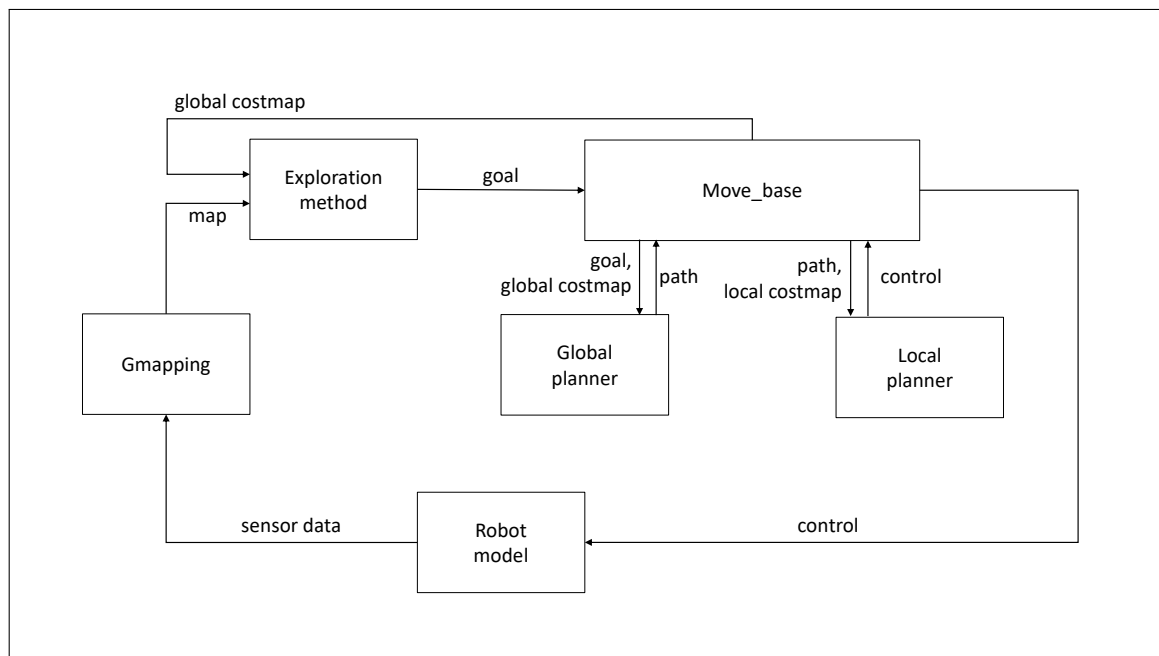 global costmap
Exploration
method
goal
Move_base
map
goal,
global costmap
path
path,
local costmap
control
Gmapping
Global
planner
Local
planner
sensor data
Robot
model
control